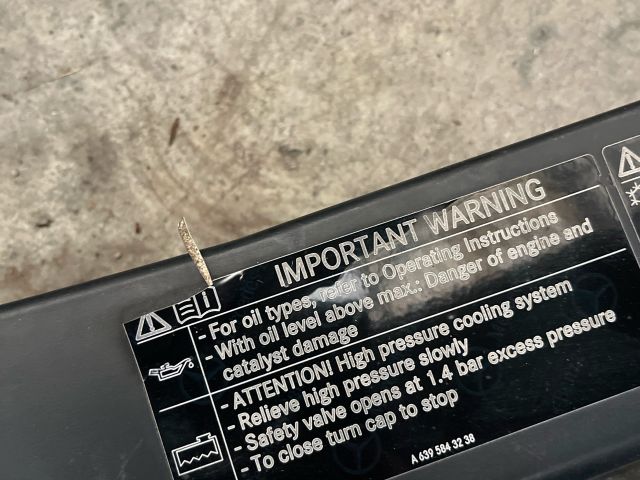 IMPORTANT WARNING
- For oil types, refer to Operating Instructions
- With oil level above max.: Danger of engine and
catalyst damage
- ATTENTION! High pressure cooling system
- Relieve high pressure slowly
- Safety valve opens at 1.4 bar excess pressure
- To close turn cap to stop
A 639 584 32 38